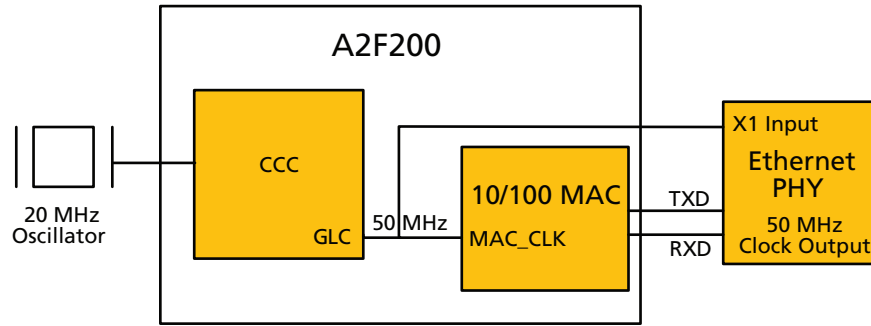 A2F200
20 MHz
Oscillator
CCC
GLC
50 MHz
10/100 MAC
MAC_CLK
TXD
RXD
X1 Input
Ethernet
PHY
50 MHz
Clock Output